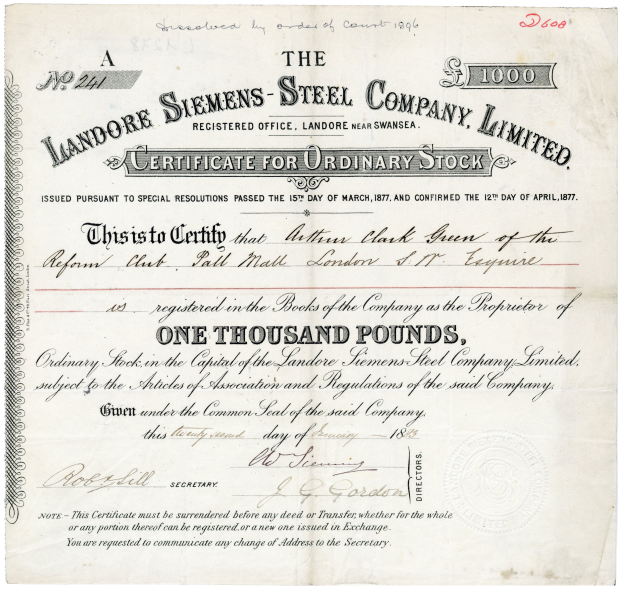 Dissolved by order of Court 1896
D608
A
THE
No. 241
£ 1000
LANDORE SIEMENS-STEEL COMPANY, LIMITED.
REGISTERED OFFICE, LANDORE NEAR SWANSEA.
CERTIFICATE FOR ORDINARY STOCK
ISSUED PURSUANT TO SPECIAL RESOLUTIONS PASSED THE 15TH DAY OF MARCH, 1877. AND CONFIRMED THE 12TH DAY OF APRIL, 1877.
This is to Certify that Arthur Clark Green of the
Reform Club, Pall Mall London S.W. Esquire
is registered in the Books of the Company as the Proprietor of
ONE THOUSAND POUNDS,
Ordinary Stock, in the Capital of the Landore Siemens-Steel Company, Limited,
subject to the Articles of Association and Regulations of the said Company.
Given under the Common Seal of the said Company,
this twenty second day of January 1883
Siemens
Robt Sill SECRETARY.
J. G. Gordon
DIRECTORS.
NOTE.- This Certificate must be surrendered before any deed or Transfer, whether for the whole
or any portion thereof can be registered, or a new one issued in Exchange.
You are requested to communicate any change of Address to the Secretary.